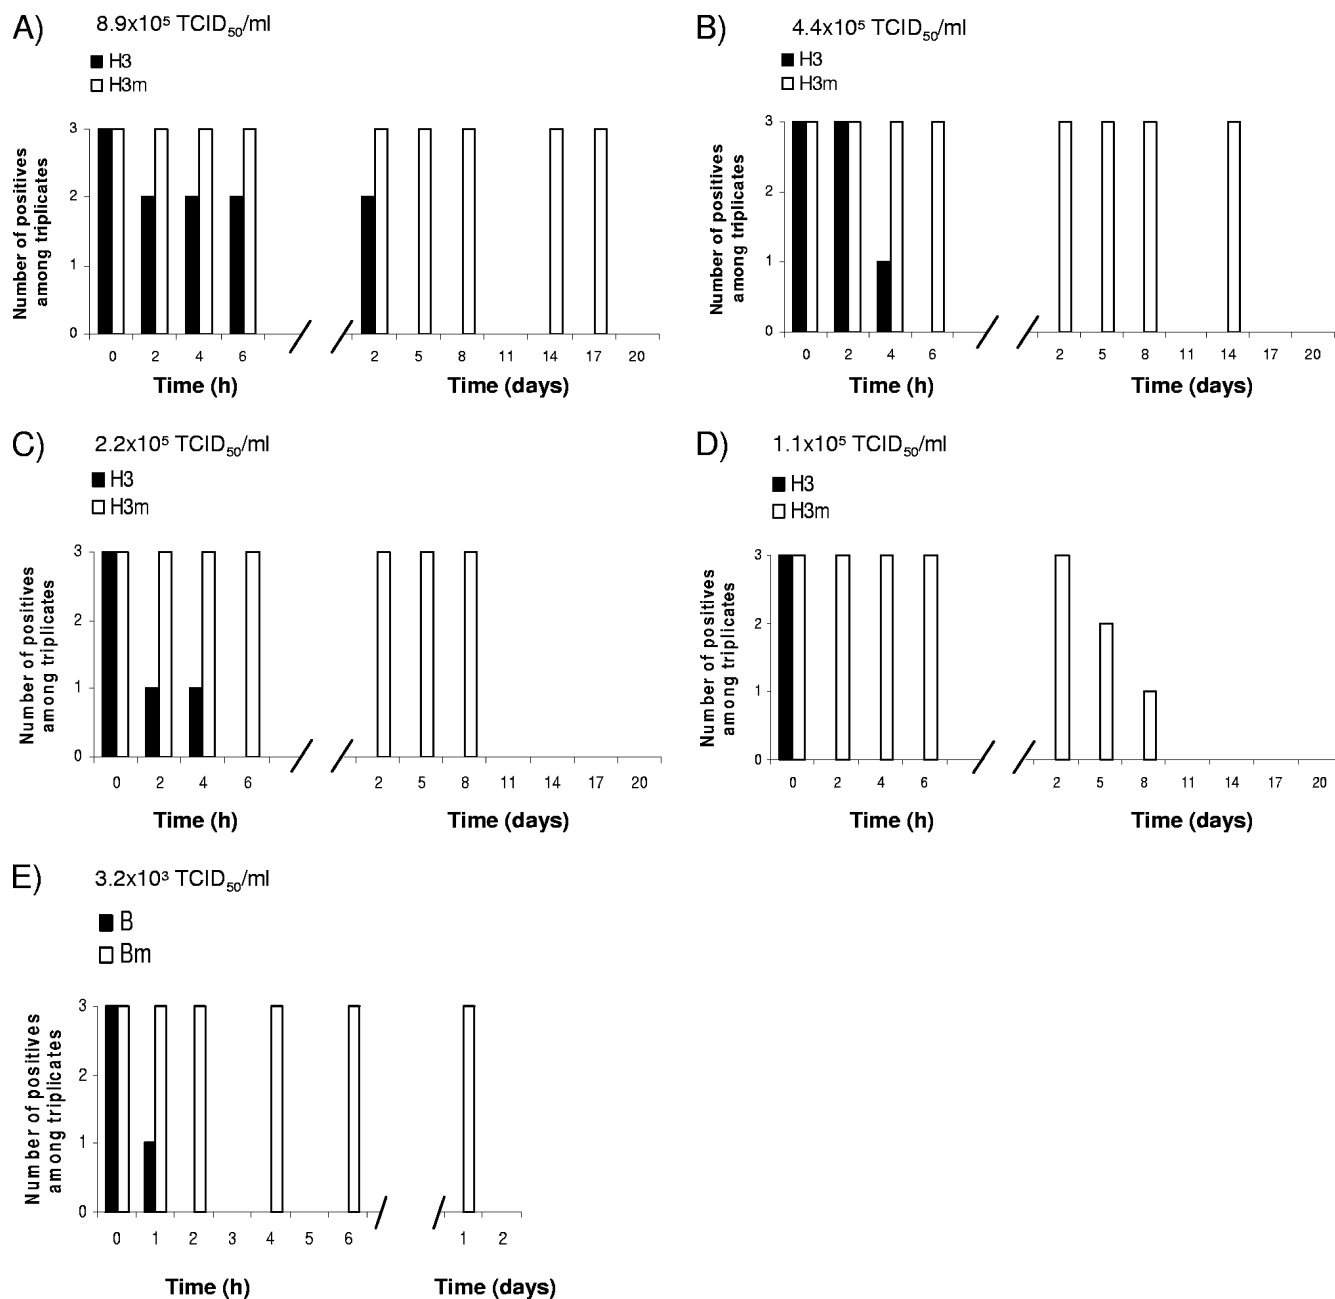 A) 8.9x10⁵ TCID₅₀/ml
H3
H3m
Number of positives
among triplicates
3
2
1
0
0 2 4 6 2 5 8 11 14 17 20
Time (h) Time (days)
B) 4.4x10⁵ TCID₅₀/ml
H3
H3m
Number of positives
among triplicates
3
2
1
0
0 2 4 6 2 5 8 11 14 17 20
Time (h) Time (days)
C) 2.2x10⁵ TCID₅₀/ml
H3
H3m
Number of positives
among triplicates
3
2
1
0
0 2 4 6 2 5 8 11 14 17 20
Time (h) Time (days)
D) 1.1x10⁵ TCID₅₀/ml
H3
H3m
Number of positives
among triplicates
3
2
1
0
0 2 4 6 2 5 8 11 14 17 20
Time (h) Time (days)
E) 3.2x10³ TCID₅₀/ml
B
Bm
Number of positives
among triplicates
3
2
1
0
0 1 2 3 4 5 6 1 2
Time (h) Time (days)